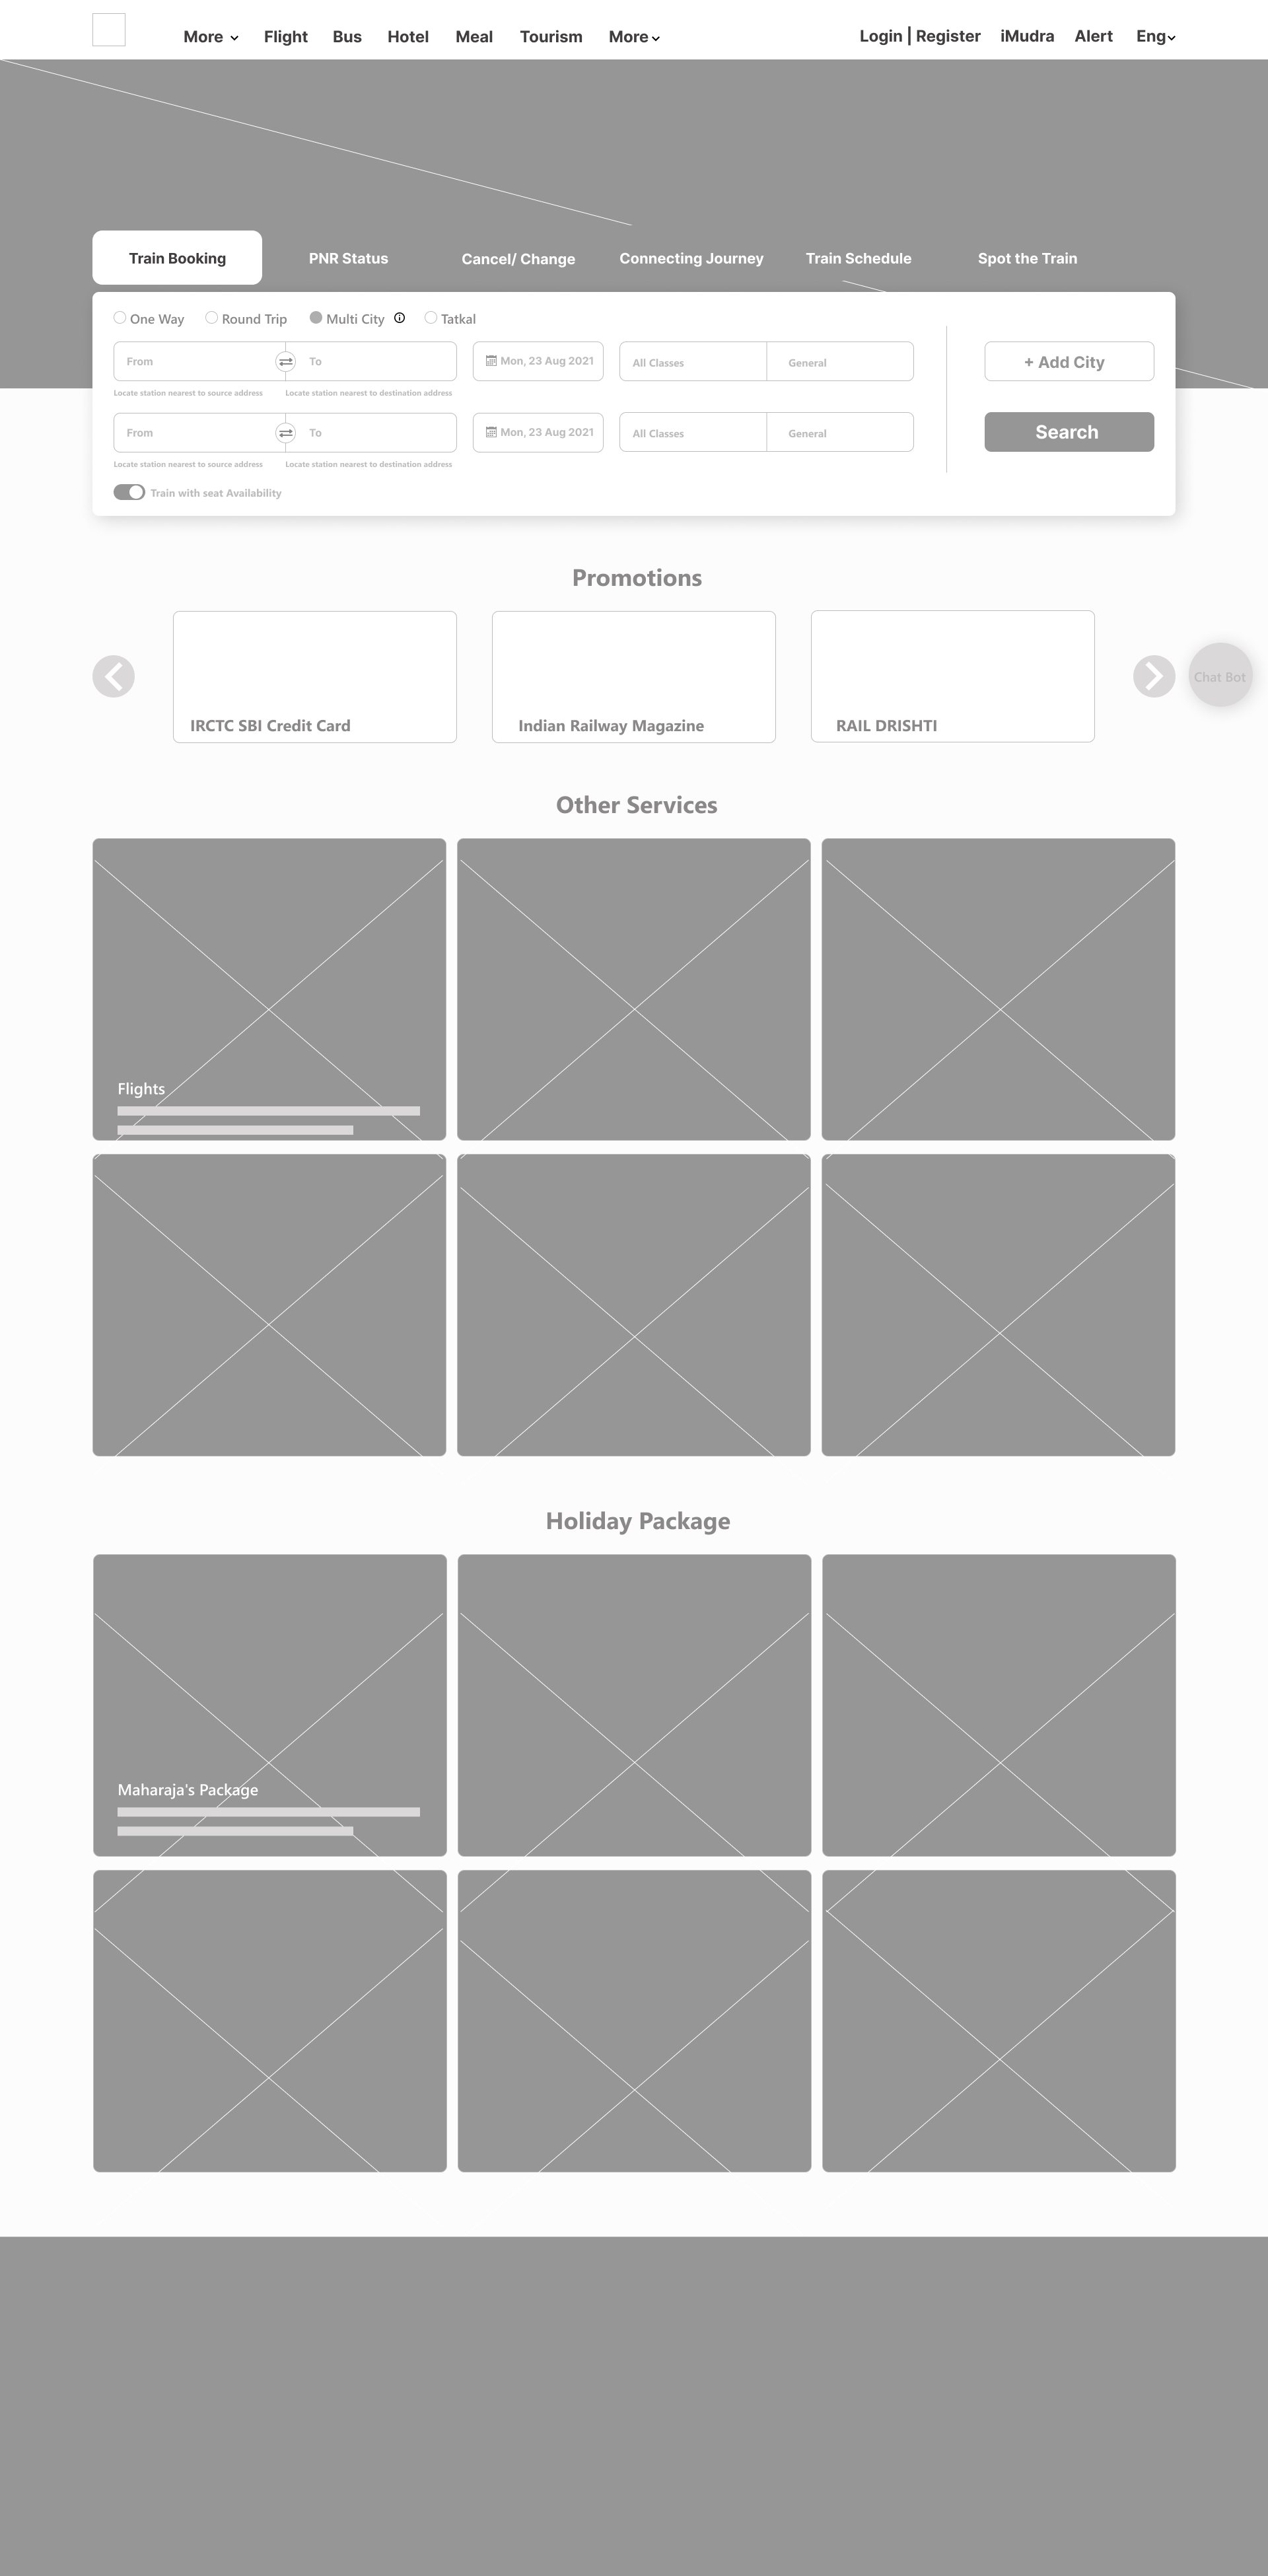 More Flight Bus Hotel Meal Tourism More Login | Register iMudra Alert Eng
Train Booking PNR Status Cancel/ Change Connecting Journey Train Schedule Spot the Train
One Way Round Trip Multi City Tatkal
From To Mon, 23 Aug 2021 All Classes General + Add City
Locate station nearest to source address Locate station nearest to destination address
From To Mon, 23 Aug 2021 All Classes General Search
Locate station nearest to source address Locate station nearest to destination address
Train with seat Availability
Promotions
Chat Bot
IRCTC SBI Credit Card Indian Railway Magazine RAIL DRISHTI
Other Services
Flights
Holiday Package
Maharaja's Package